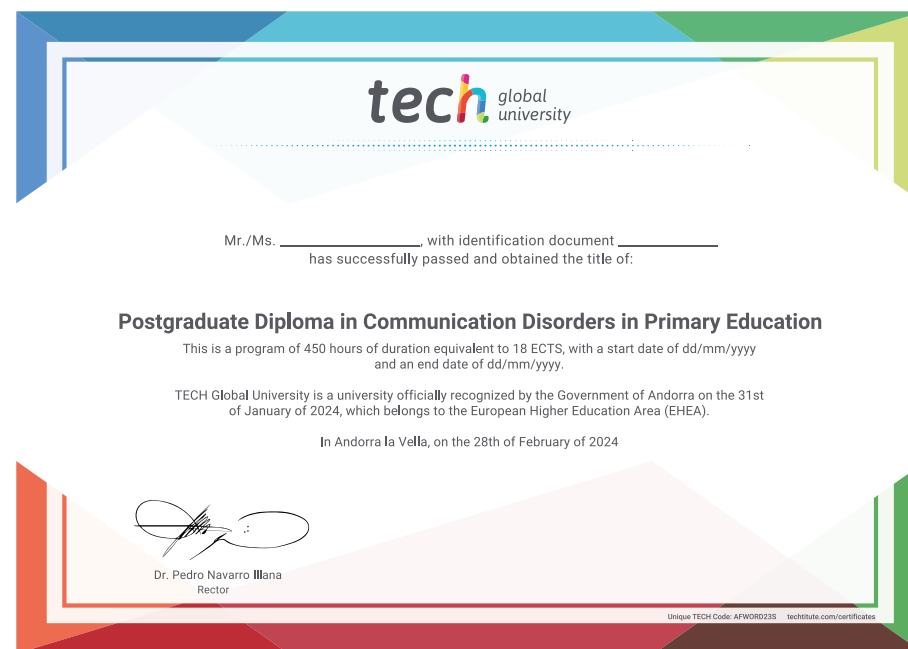 tech global university
Mr./Ms. ____________________, with identification document ______________
has successfully passed and obtained the title of:
Postgraduate Diploma in Communication Disorders in Primary Education
This is a program of 450 hours of duration equivalent to 18 ECTS, with a start date of dd/mm/yyyy
and an end date of dd/mm/yyyy.
TECH Global University is a university officially recognized by the Government of Andorra on the 31st
of January of 2024, which belongs to the European Higher Education Area (EHEA).
In Andorra la Vella, on the 28th of February of 2024
Dr. Pedro Navarro Illana
Rector
Unique TECH Code: AFWORD23S techtitute.com/certificates